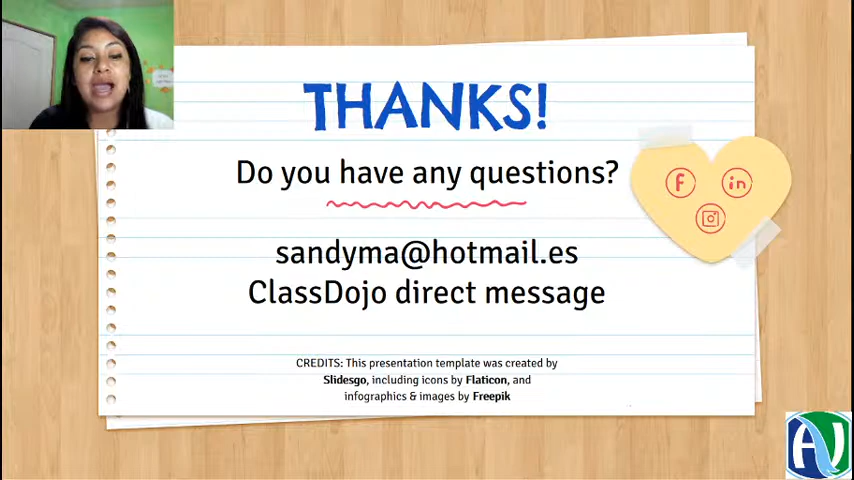 THANKS!
Do you have any questions?
sandyma@hotmail.es
ClassDojo direct message
CREDITS: This presentation template was created by
Slidesgo, including icons by Flaticon, and
infographics & images by Freepik